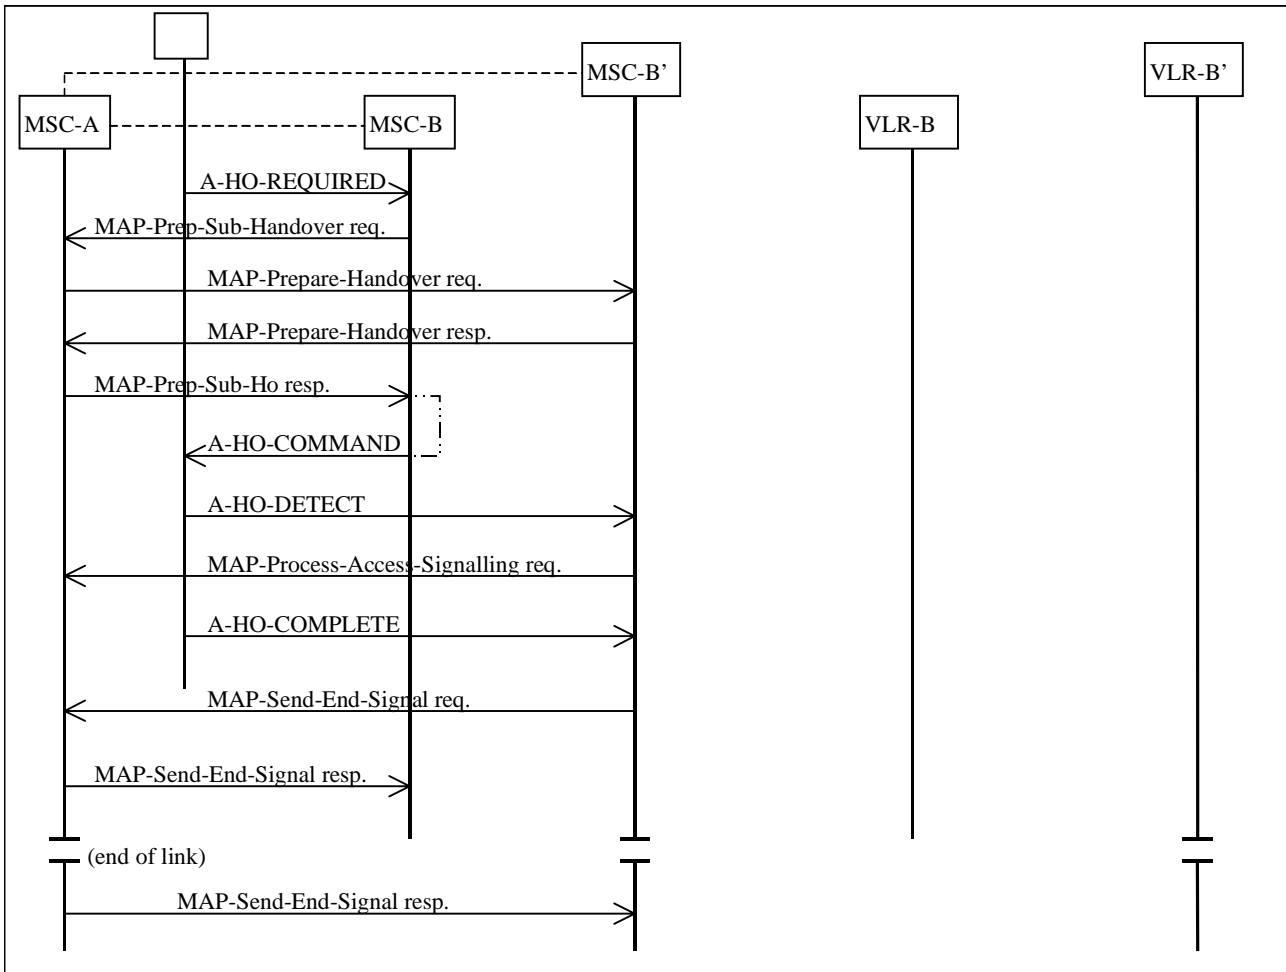 MSC-B’
VLR-B’
MSC-A
MSC-B
VLR-B
A-HO-REQUIRED
MAP-Prep-Sub-Handover req.
MAP-Prepare-Handover req.
MAP-Prepare-Handover resp.
MAP-Prep-Sub-Ho resp.
A-HO-COMMAND
A-HO-DETECT
MAP-Process-Access-Signalling req.
A-HO-COMPLETE
MAP-Send-End-Signal req.
MAP-Send-End-Signal resp.
(end of link)
MAP-Send-End-Signal resp.